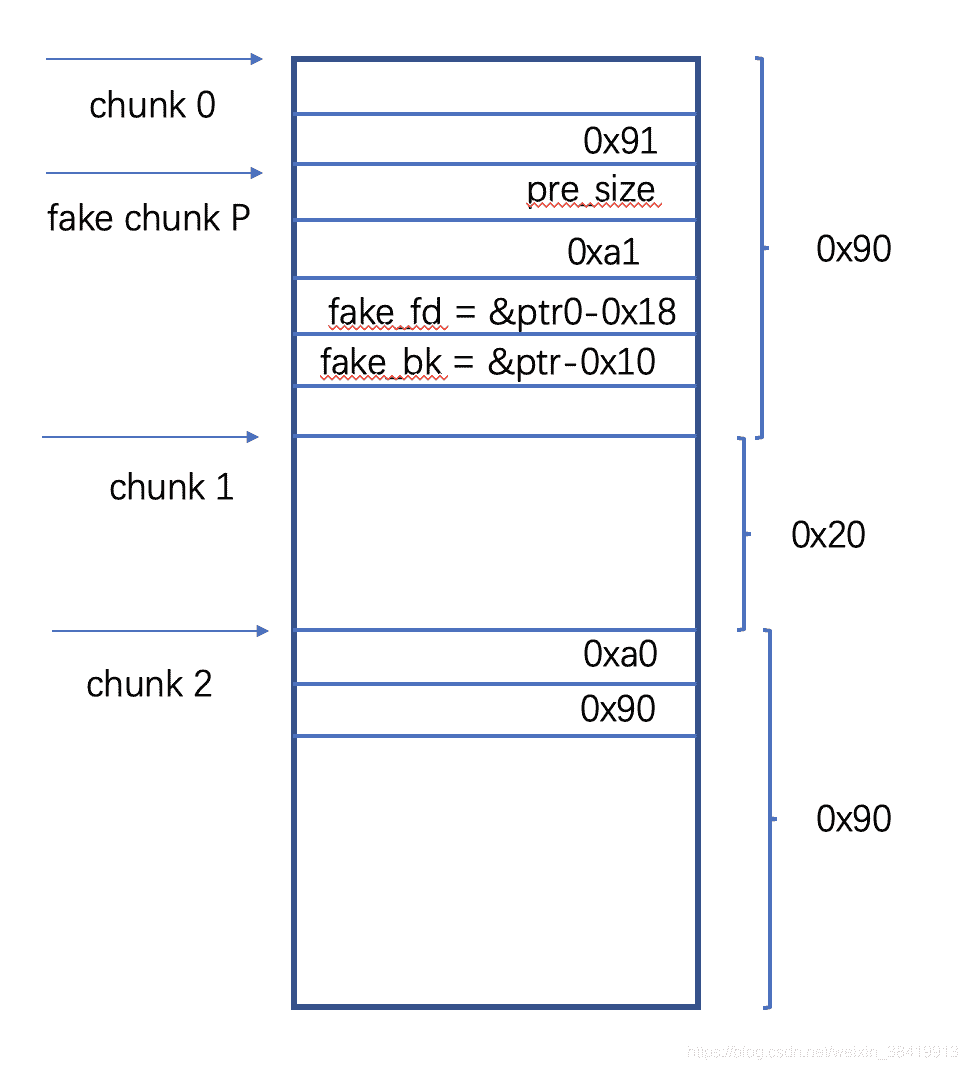 chunk 0
0x91
pre_size
fake chunk P
0xa1
0x90
fake_fd = &ptr0-0x18
fake_bk = &ptr-0x10
chunk 1
0x20
0xa0
chunk 2
0x90
0x90
https://blog.csdn.net/weixin_38419913